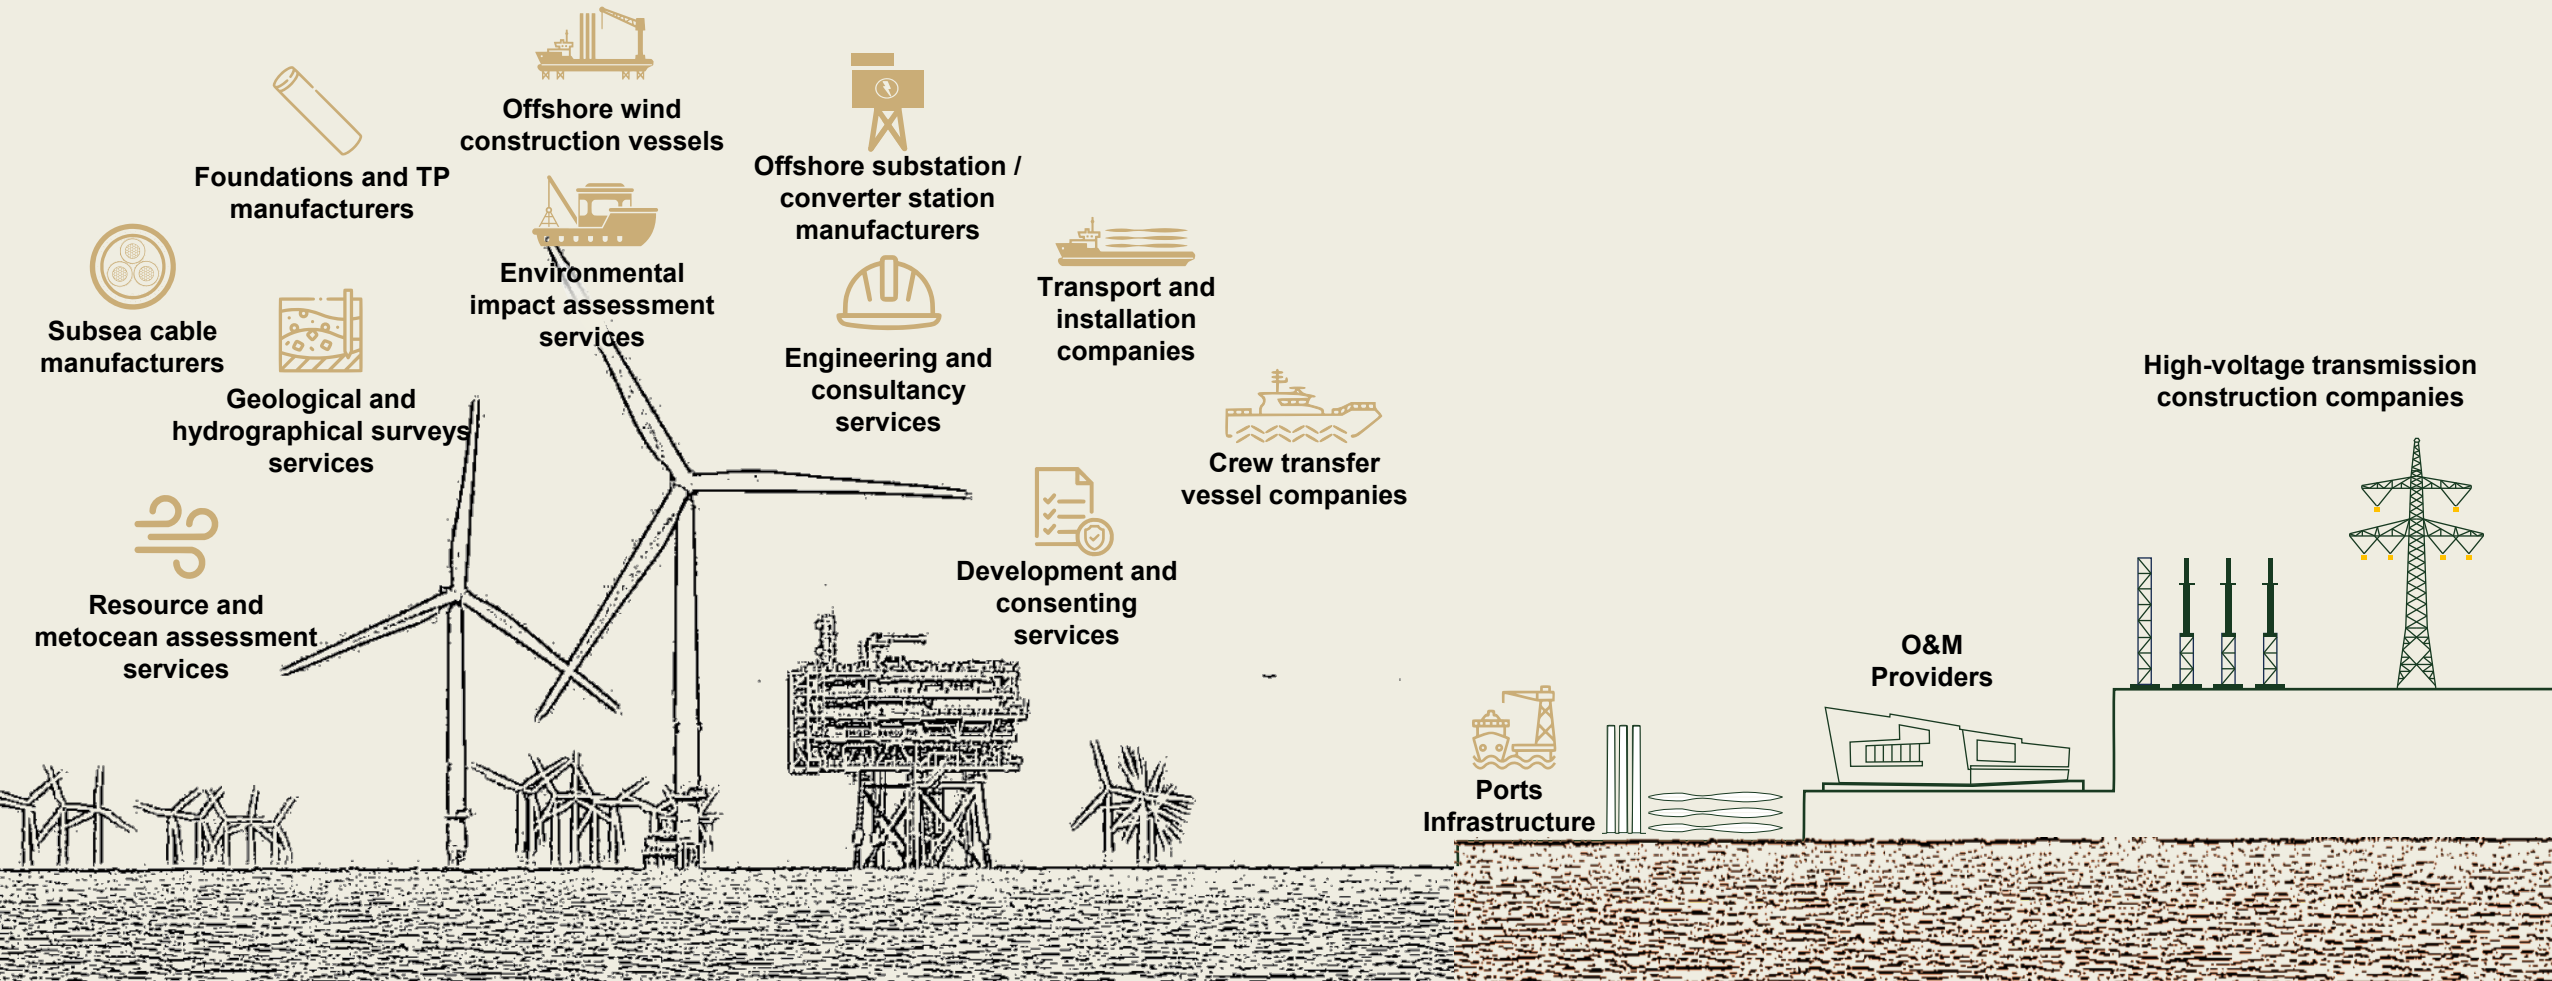 Offshore wind
construction vessels
Foundations and TP
manufacturers
Offshore substation /
converter station
manufacturers
Subsea cable
manufacturers
Environmental
impact assessment
services
Transport and
installation
companies
Geological and
hydrographical surveys
services
Engineering and
consultancy
services
Crew transfer
vessel companies
High-voltage transmission
construction companies
Resource and
metocean assessment
services
Development and
consenting
services
O&M
Providers
Ports
Infrastructure